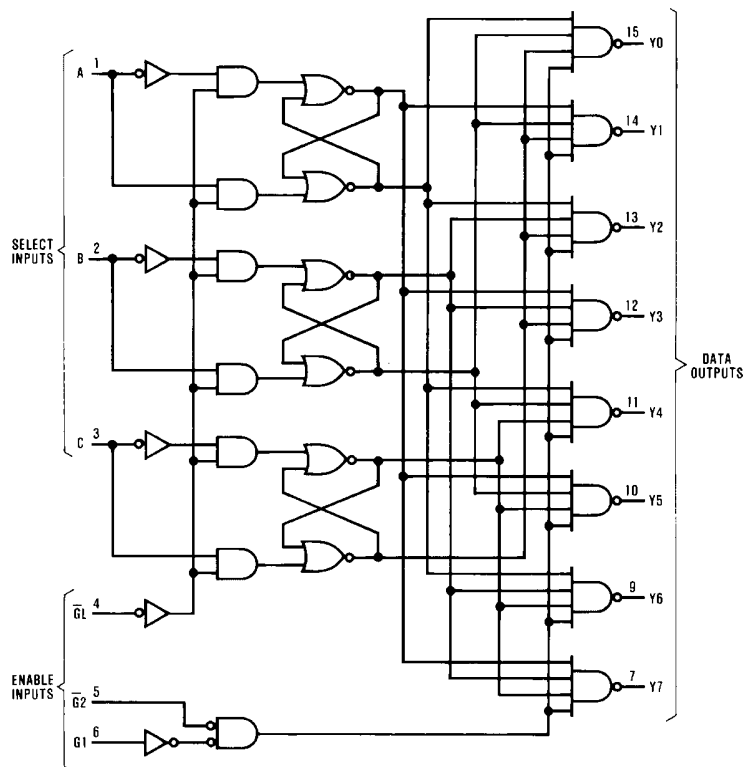 15
Y0
A 1
14
Y1
13
Y2
SELECT
INPUTS
B 2
12
Y3
DATA
OUTPUTS
11
Y4
C 3
10
Y5
9
Y6
G̅L̅ 4
ENABLE
INPUTS
7
Y7
G̅2̅ 5
G1 6